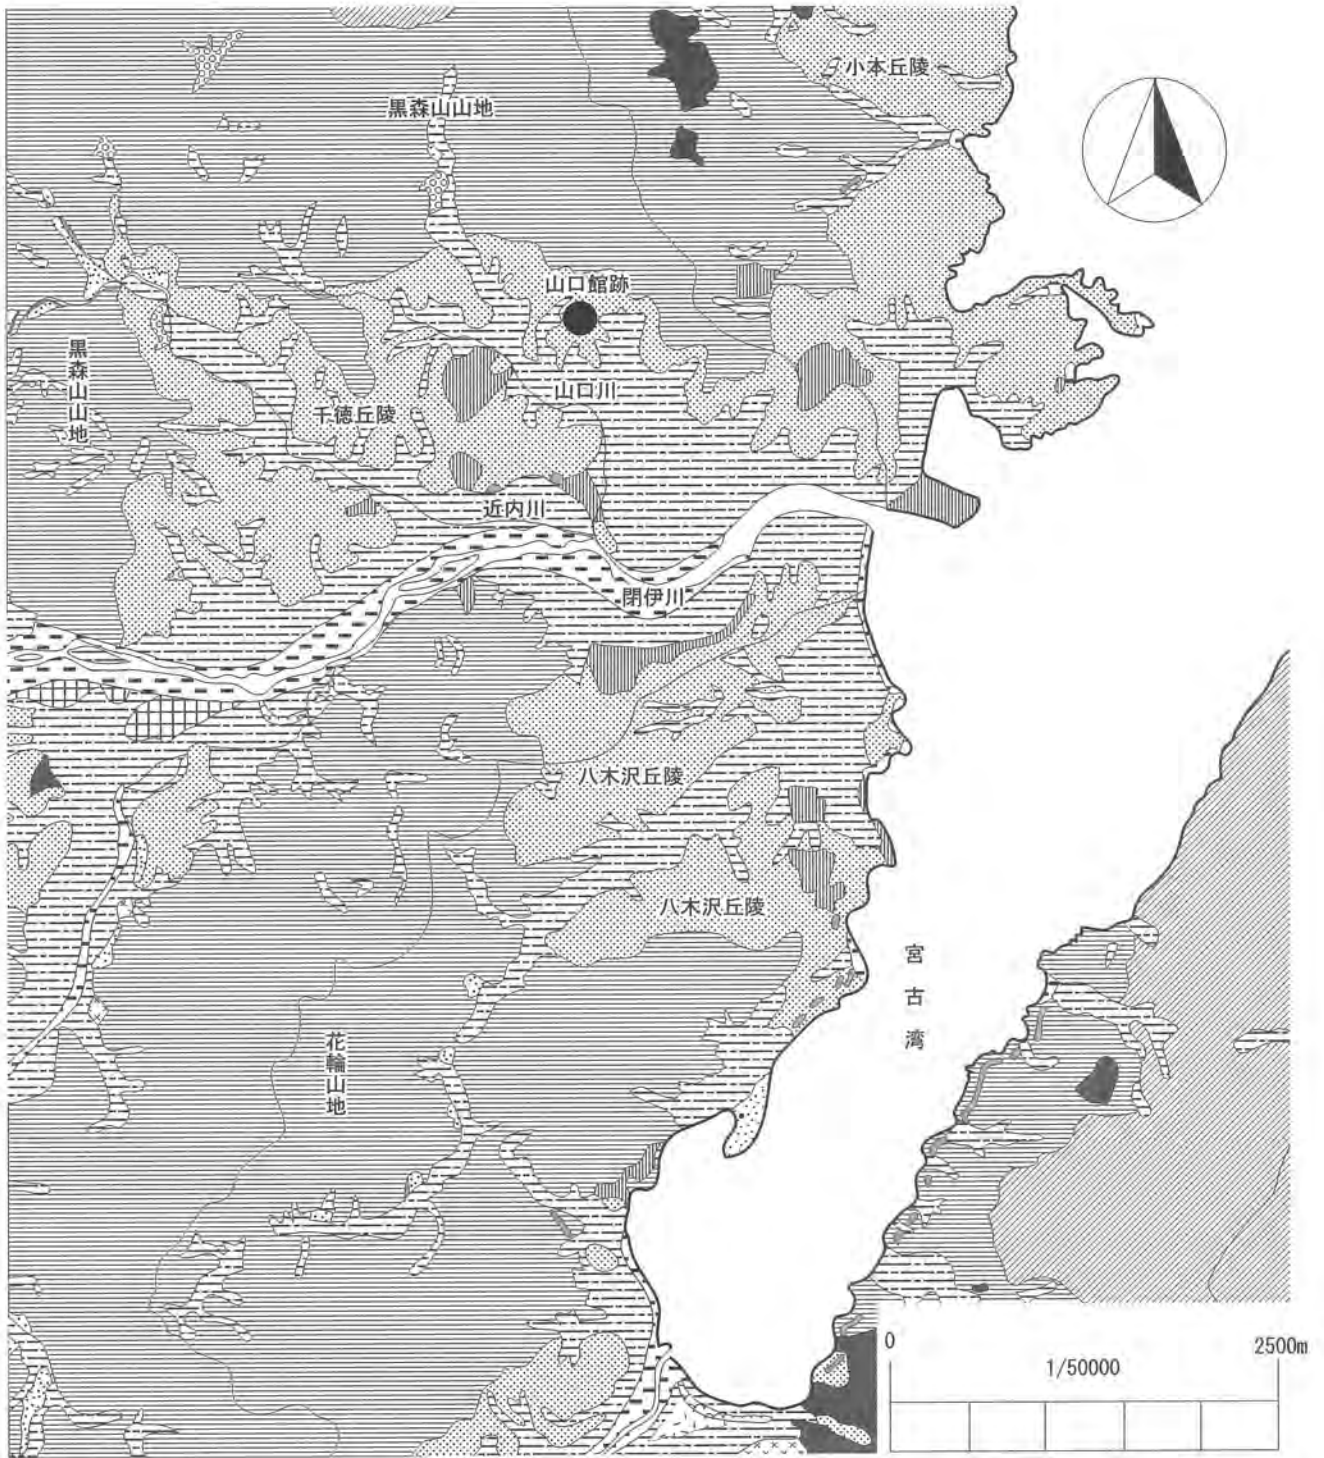 小本丘陵
黒森山山地
山口館跡
黒森山山地
山口川
千徳丘陵
近内川
閉伊川
八木沢丘陵
八木沢丘陵
宮古湾
花輪山地
0
2500m
1/50000